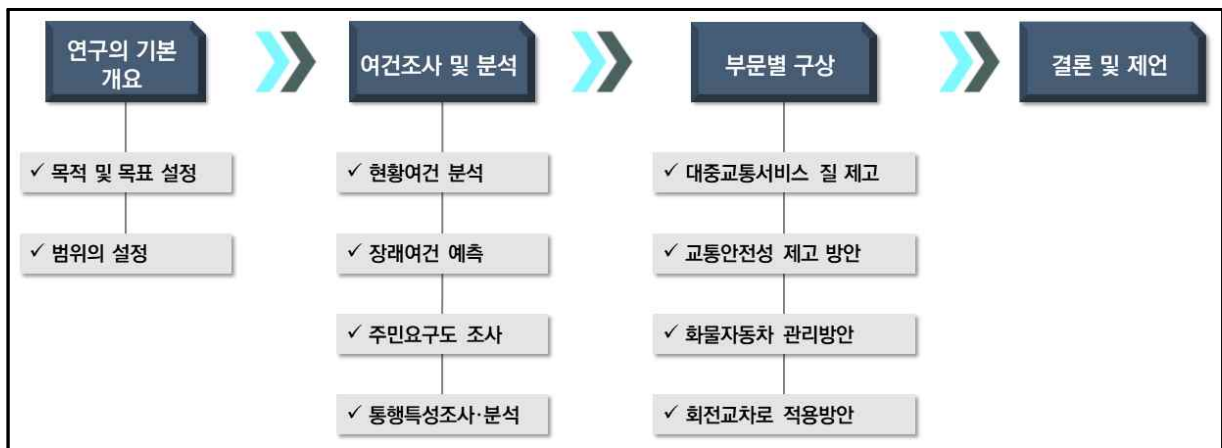 연구의 기본
개요
✓ 목적 및 목표 설정
✓ 범위의 설정
여건조사 및 분석
✓ 현황여건 분석
✓ 장래여건 예측
✓ 주민요구도 조사
✓ 통행특성조사·분석
부문별 구상
✓ 대중교통서비스 질 제고
✓ 교통안전성 제고 방안
✓ 화물자동차 관리방안
✓ 회전교차로 적용방안
결론 및 제언